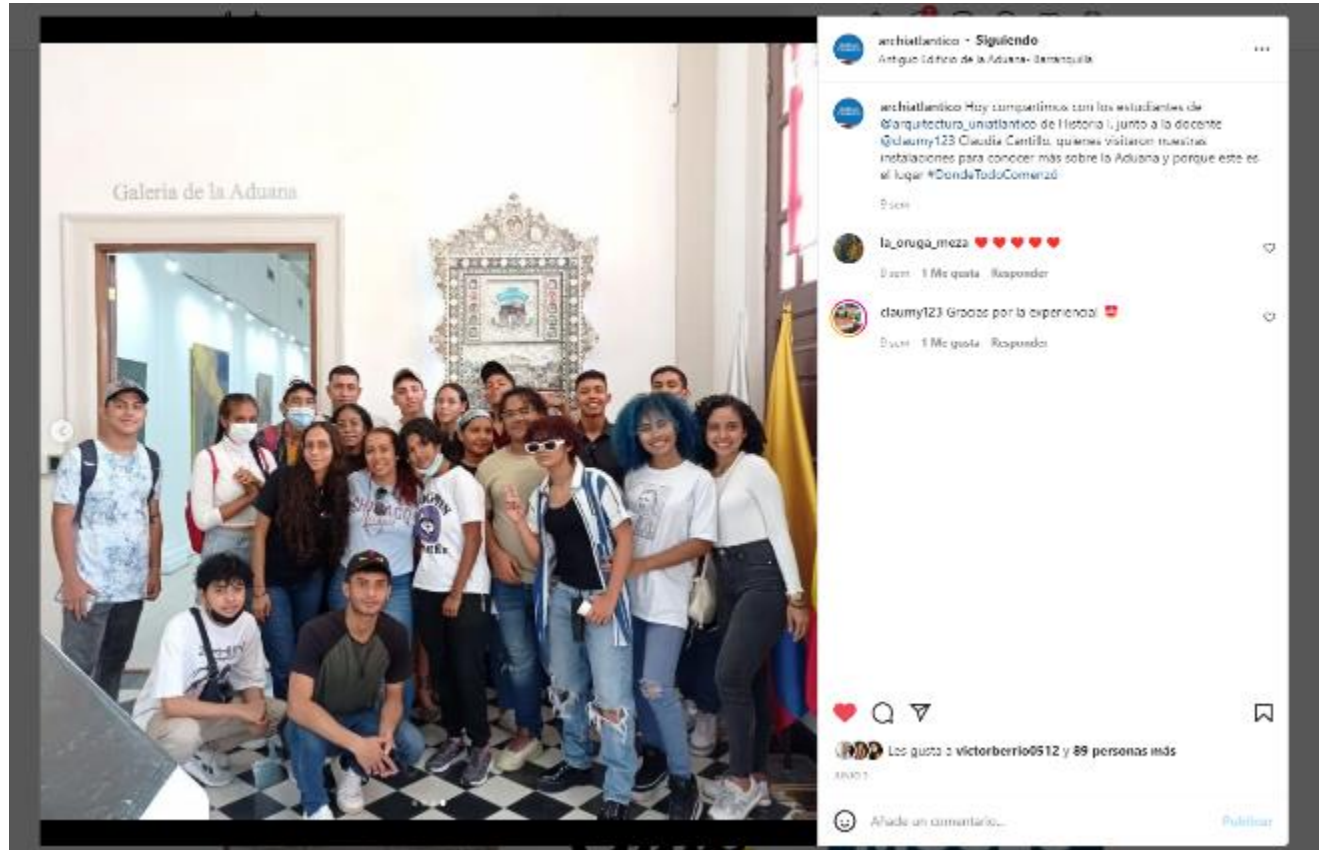 Galeria de la Aduana
CHICAGO
archiatlantico • Siguiendo
Antiguo Edificio de la Aduana- Barranquilla
archiatlantico Hoy compartimos con los estudiantes de
@arquitectura_uniatlantico de Historia I, junto a la docente
@claumy123 Claudia Cantillo, quienes visitaron nuestras
instalaciones para conocer más sobre la Aduana y porque este es
el lugar #DondeTodoComenzó
9 sem
la_oruga_meza ❤️❤️❤️❤️❤️
9 sem 1 Me gusta Responder
claumy123 Gracias por la experiencia! 😍
9 sem 1 Me gusta Responder
Les gusta a victorberrio0512 y 89 personas más
JUNIO
Añade un comentario...
Publicar